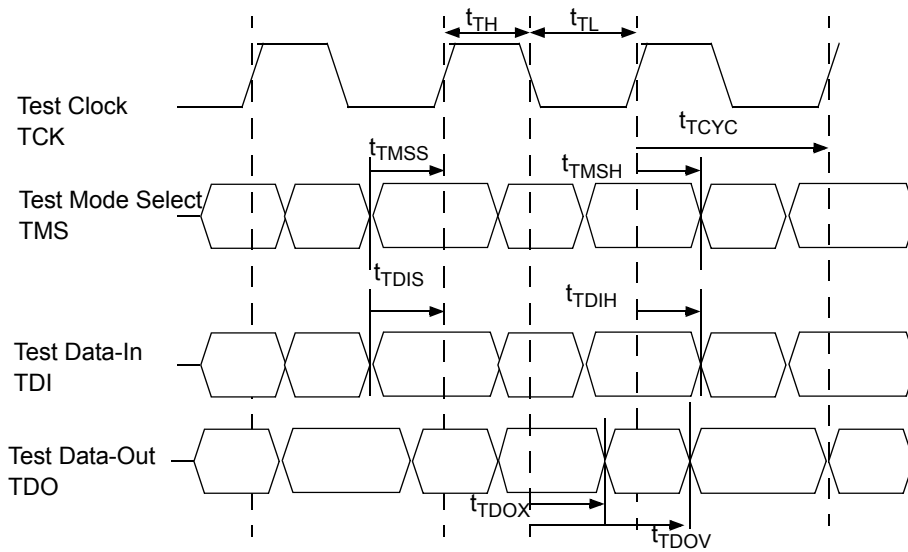 tTH
tTL
Test Clock
TCK
tTCYC
tTMSS
tTMSH
Test Mode Select
TMS
tTDIS
tTDIH
Test Data-In
TDI
Test Data-Out
TDO
tTDOX
tTDOV